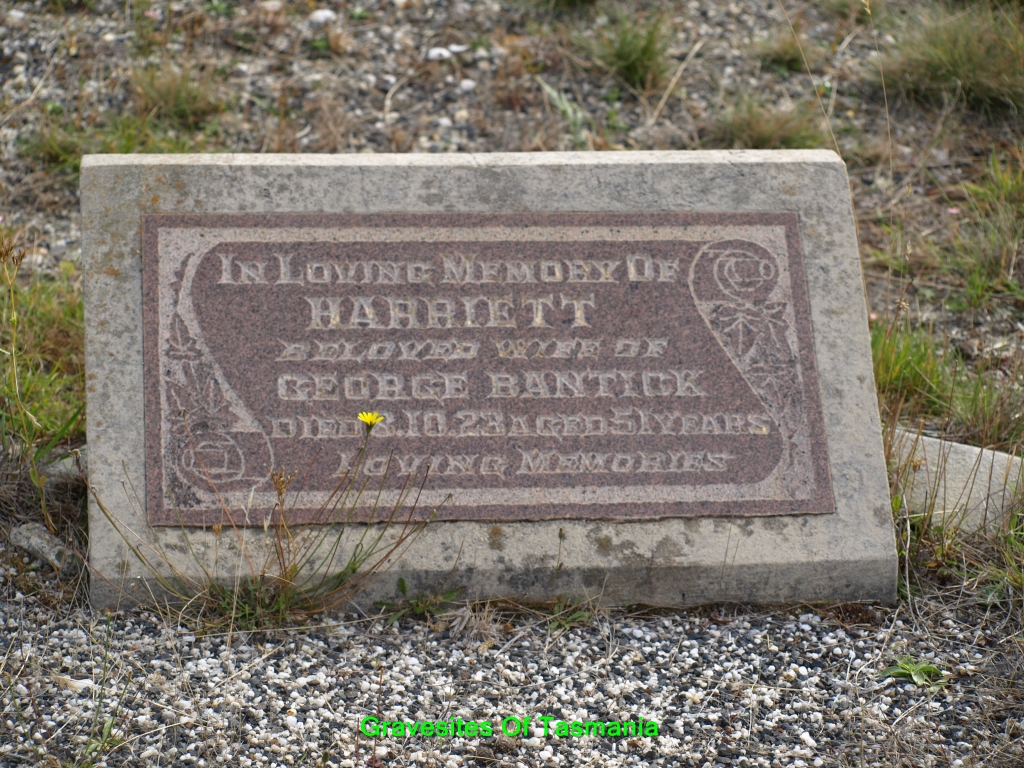 IN LOVING MEMORY OF
HARRIETT
BELOVED WIFE OF
GEORGE BANTICK
DIED 8.10.23 AGED 51 YEARS
LOVING MEMORIES
Gravesites Of Tasmania